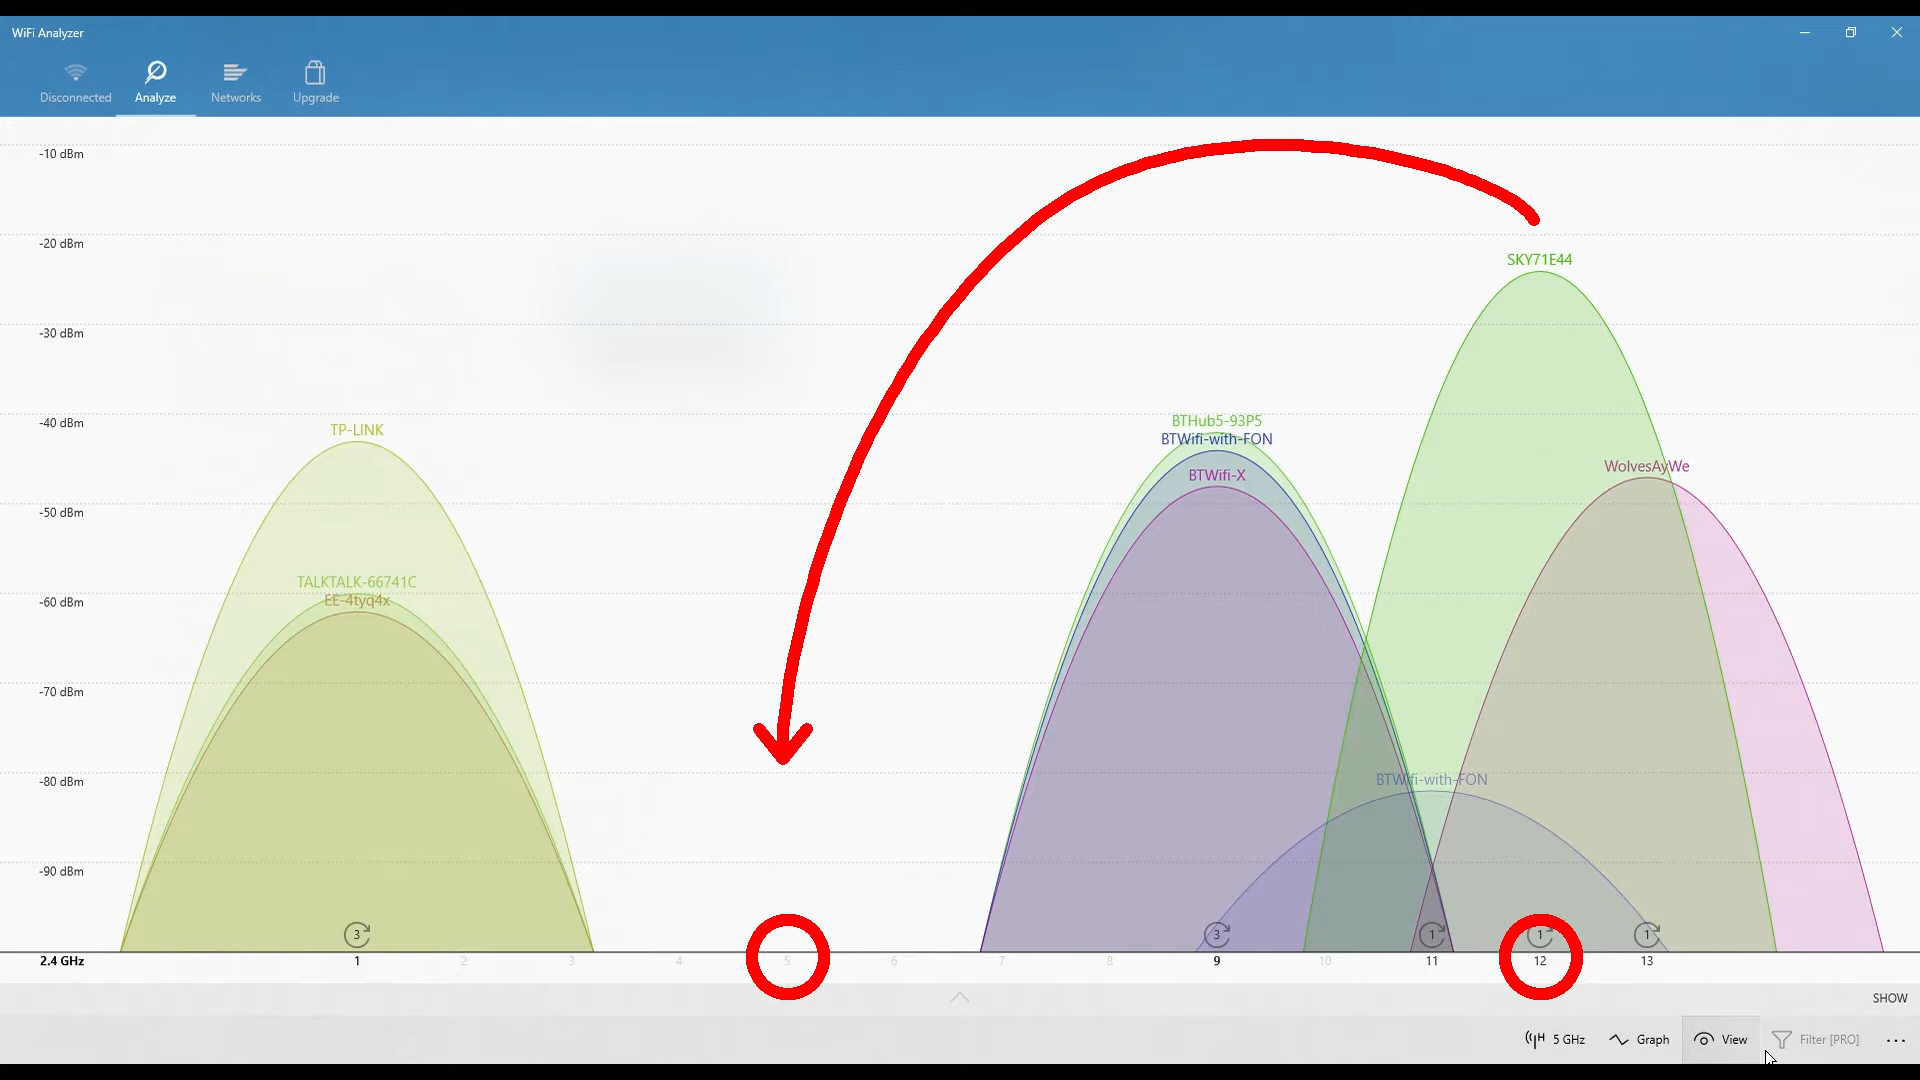 WiFi Analyzer
Disconnected
Analyze
Networks
Upgrade
-10 dBm
-20 dBm
SKY71E44
-30 dBm
-40 dBm
BTHub5-93P5
TP-LINK
BTWifi-with-FON
WolvesAyWe
BTWifi-X
-50 dBm
TALKTALK-66741C
EE-4tyq4x
-60 dBm
-70 dBm
BTWifi-with-FON
-80 dBm
-90 dBm
3
3
1
1
1
2.4 GHz
1
2
3
4
5
6
7
8
9
10
11
12
13
SHOW
5 GHz
Graph
View
Filter [PRO]